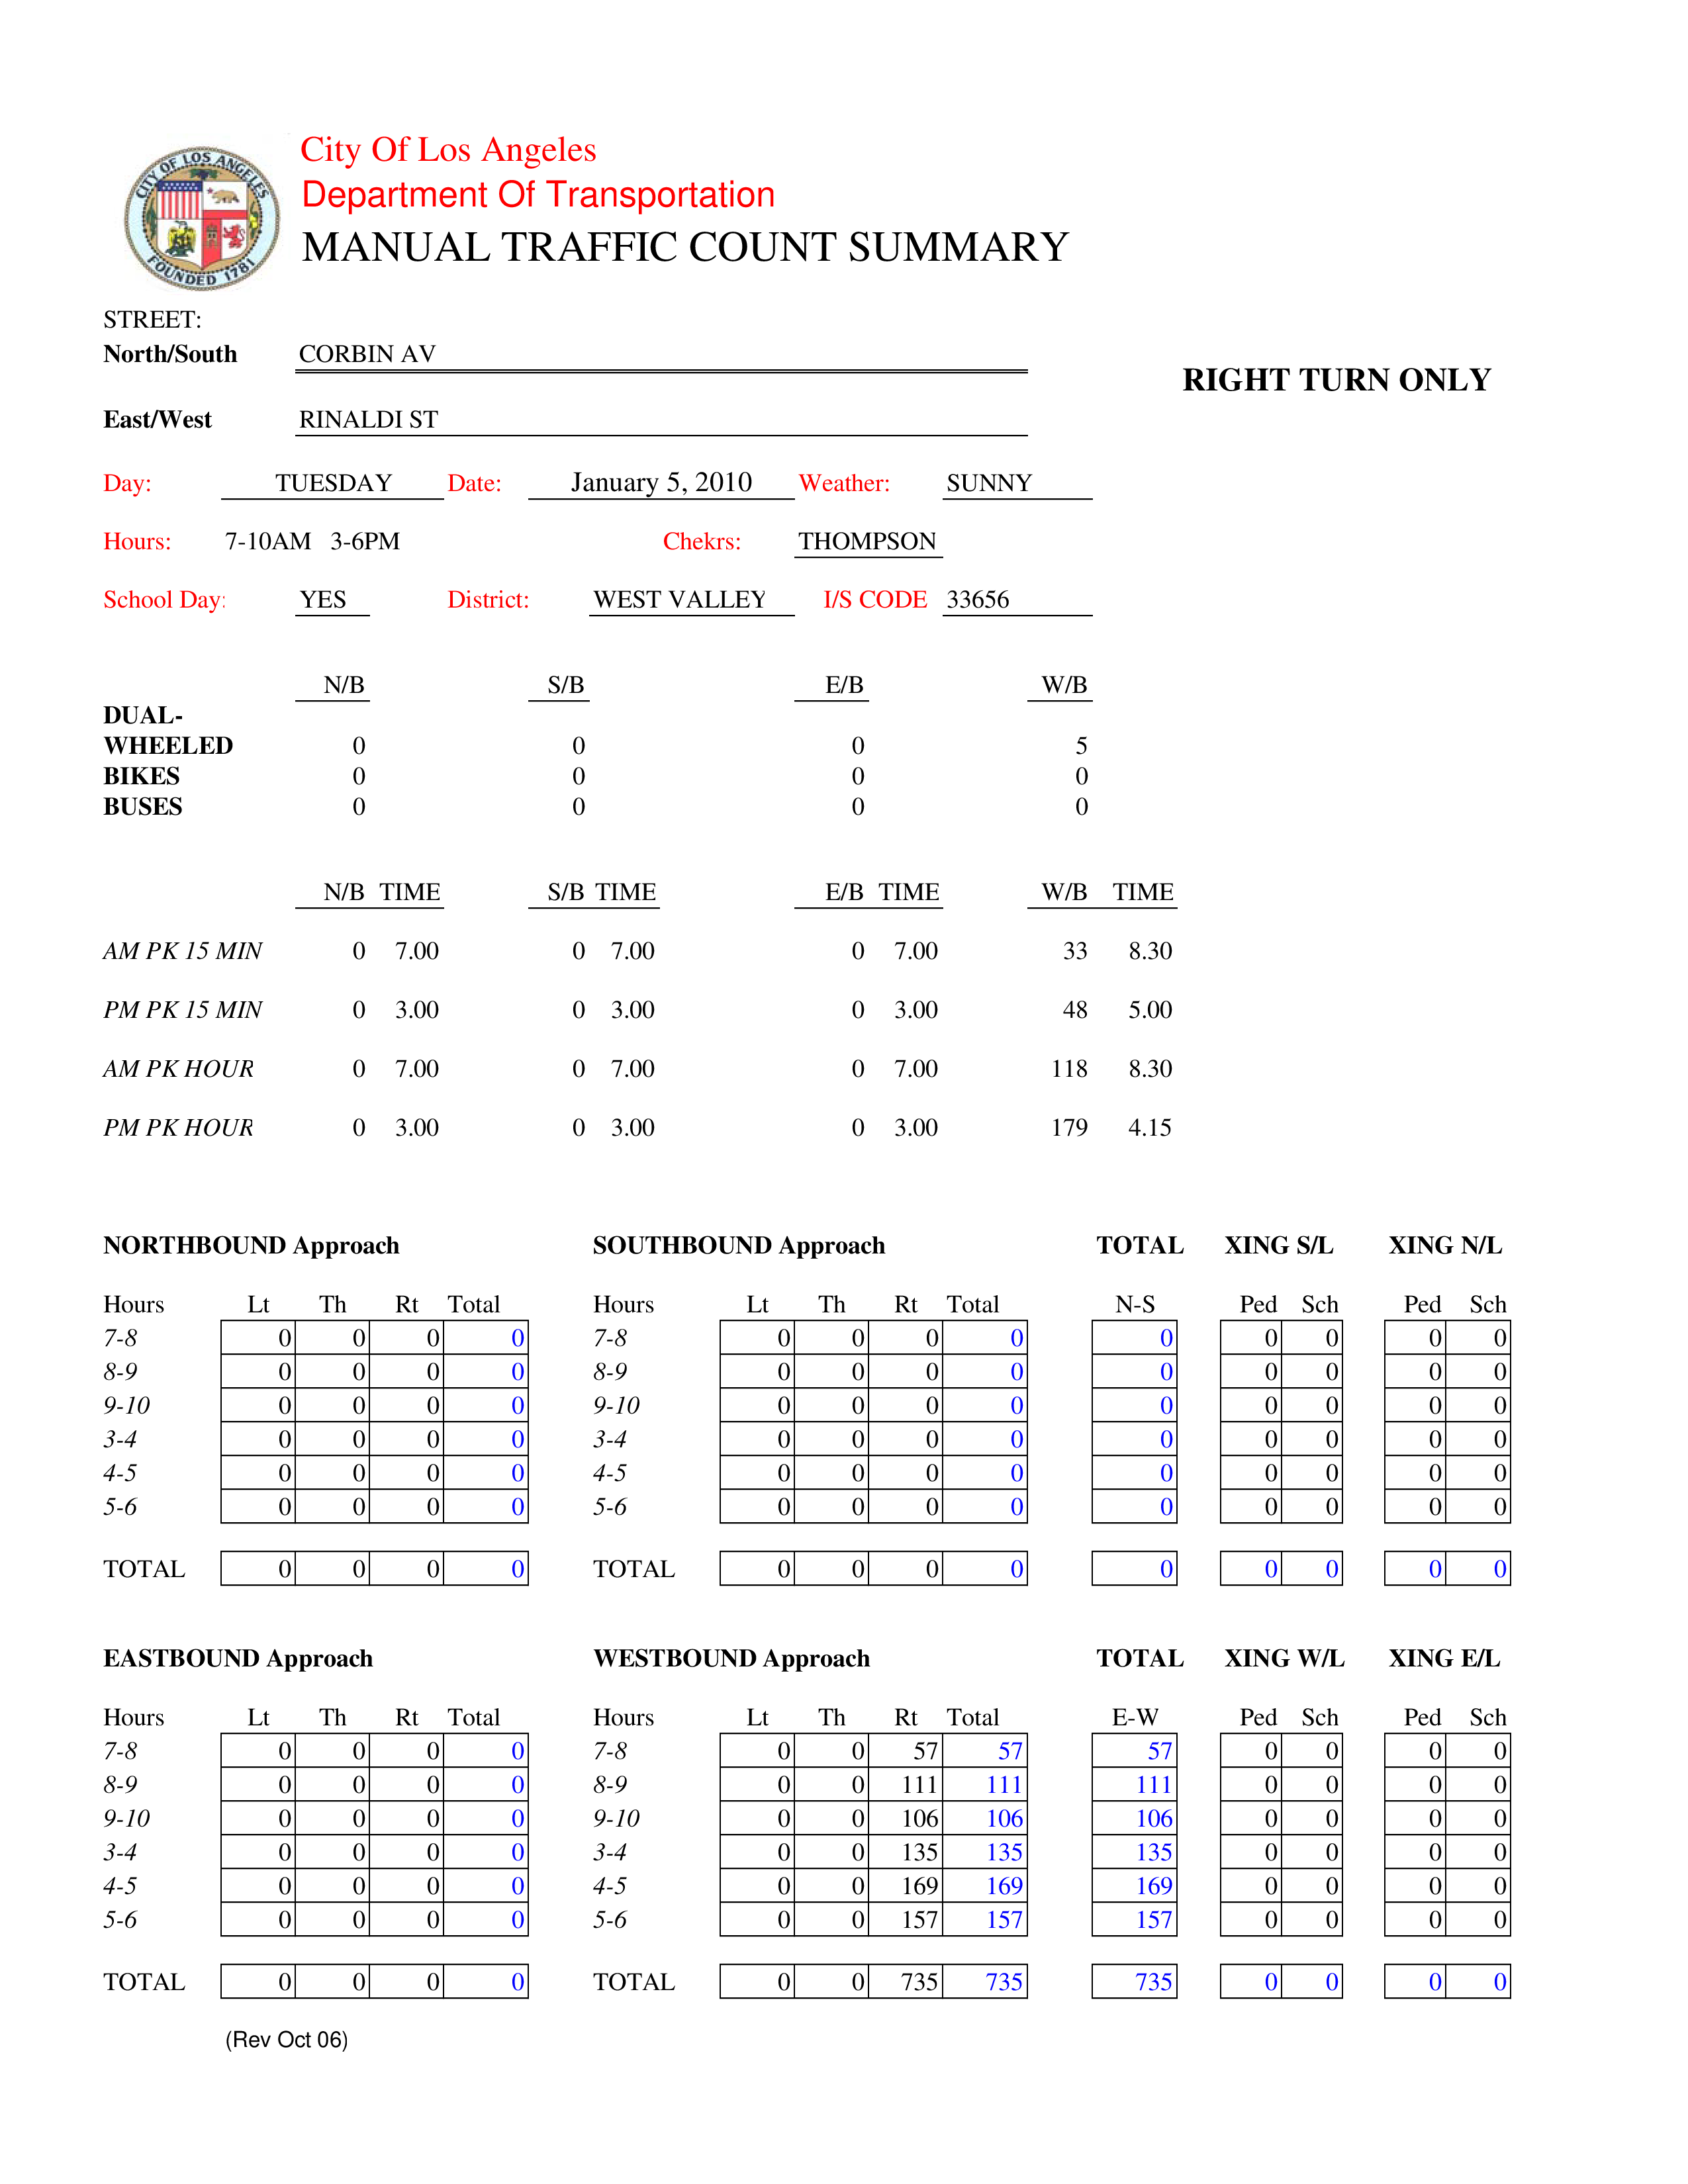 CITY OF LOS ANGELES
FOUNDED 1781
City Of Los Angeles
Department Of Transportation
MANUAL TRAFFIC COUNT SUMMARY
STREET:
North/South CORBIN AV
RIGHT TURN ONLY
East/West RINALDI ST
Day: TUESDAY Date: January 5, 2010 Weather: SUNNY
Hours: 7-10AM 3-6PM Chekrs: THOMPSON
School Day: YES District: WEST VALLEY I/S CODE 33656
N/B S/B E/B W/B
DUAL-
WHEELED 0 0 0 5
BIKES 0 0 0 0
BUSES 0 0 0 0
N/B TIME S/B TIME E/B TIME W/B TIME
AM PK 15 MIN 0 7.00 0 7.00 0 7.00 33 8.30
PM PK 15 MIN 0 3.00 0 3.00 0 3.00 48 5.00
AM PK HOUR 0 7.00 0 7.00 0 7.00 118 8.30
PM PK HOUR 0 3.00 0 3.00 0 3.00 179 4.15
NORTHBOUND Approach SOUTHBOUND Approach TOTAL XING S/L XING N/L
Hours Lt Th Rt Total Hours Lt Th Rt Total N-S Ped Sch Ped Sch
7-8 0 0 0 0 7-8 0 0 0 0 0 0 0 0 0
8-9 0 0 0 0 8-9 0 0 0 0 0 0 0 0 0
9-10 0 0 0 0 9-10 0 0 0 0 0 0 0 0 0
3-4 0 0 0 0 3-4 0 0 0 0 0 0 0 0 0
4-5 0 0 0 0 4-5 0 0 0 0 0 0 0 0 0
5-6 0 0 0 0 5-6 0 0 0 0 0 0 0 0 0
TOTAL 0 0 0 0 TOTAL 0 0 0 0 0 0 0 0 0
EASTBOUND Approach WESTBOUND Approach TOTAL XING W/L XING E/L
Hours Lt Th Rt Total Hours Lt Th Rt Total E-W Ped Sch Ped Sch
7-8 0 0 0 0 7-8 0 0 57 57 57 0 0 0 0
8-9 0 0 0 0 8-9 0 0 111 111 111 0 0 0 0
9-10 0 0 0 0 9-10 0 0 106 106 106 0 0 0 0
3-4 0 0 0 0 3-4 0 0 135 135 135 0 0 0 0
4-5 0 0 0 0 4-5 0 0 169 169 169 0 0 0 0
5-6 0 0 0 0 5-6 0 0 157 157 157 0 0 0 0
TOTAL 0 0 0 0 TOTAL 0 0 735 735 735 0 0 0 0
(Rev Oct 06)